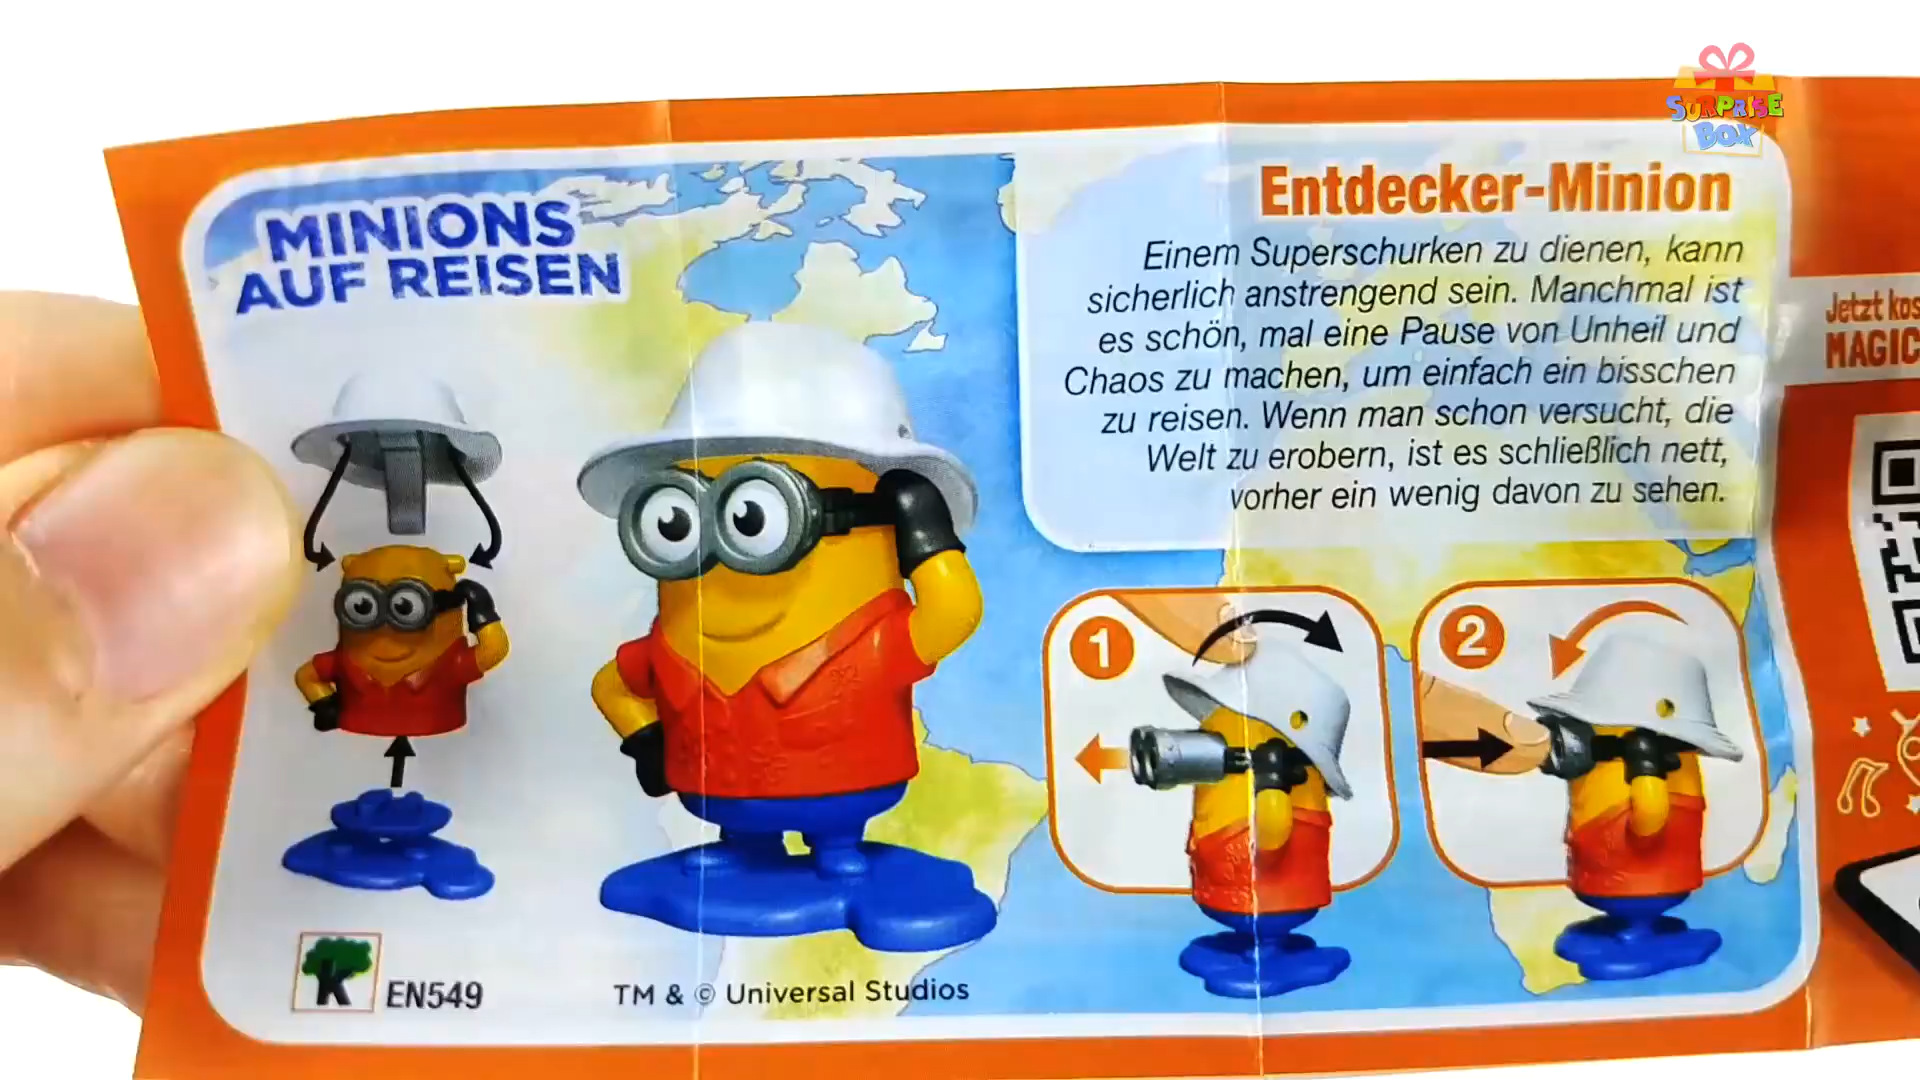 SURPRISE
BOX
MINIONS
AUF REISEN
Entdecker-Minion
Einem Superschurken zu dienen, kann
sicherlich anstrengend sein. Manchmal ist
es schön, mal eine Pause von Unheil und
Chaos zu machen, um einfach ein bisschen
zu reisen. Wenn man schon versucht, die
Welt zu erobern, ist es schließlich nett,
vorher ein wenig davon zu sehen.
Jetzt kos
MAGIC
1
2
K
EN549
TM & © Universal Studios